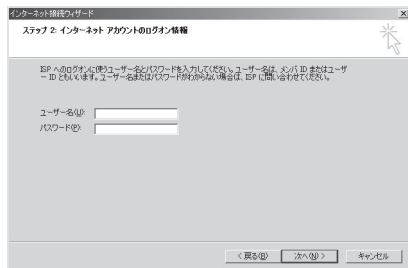 インターネット接続ウィザード
ステップ 2: インターネット アカウントのログオン情報
ISP へのログオンに使うユーザー名とパスワードを入力してください。ユーザー名は、メンバ ID またはユーザ
ー ID ともいいます。ユーザー名またはパスワードがわからない場合は、ISP に問い合わせてください。
ユーザー名(U):
パスワード(P):
< 戻る(B)
次へ(N) >
キャンセル